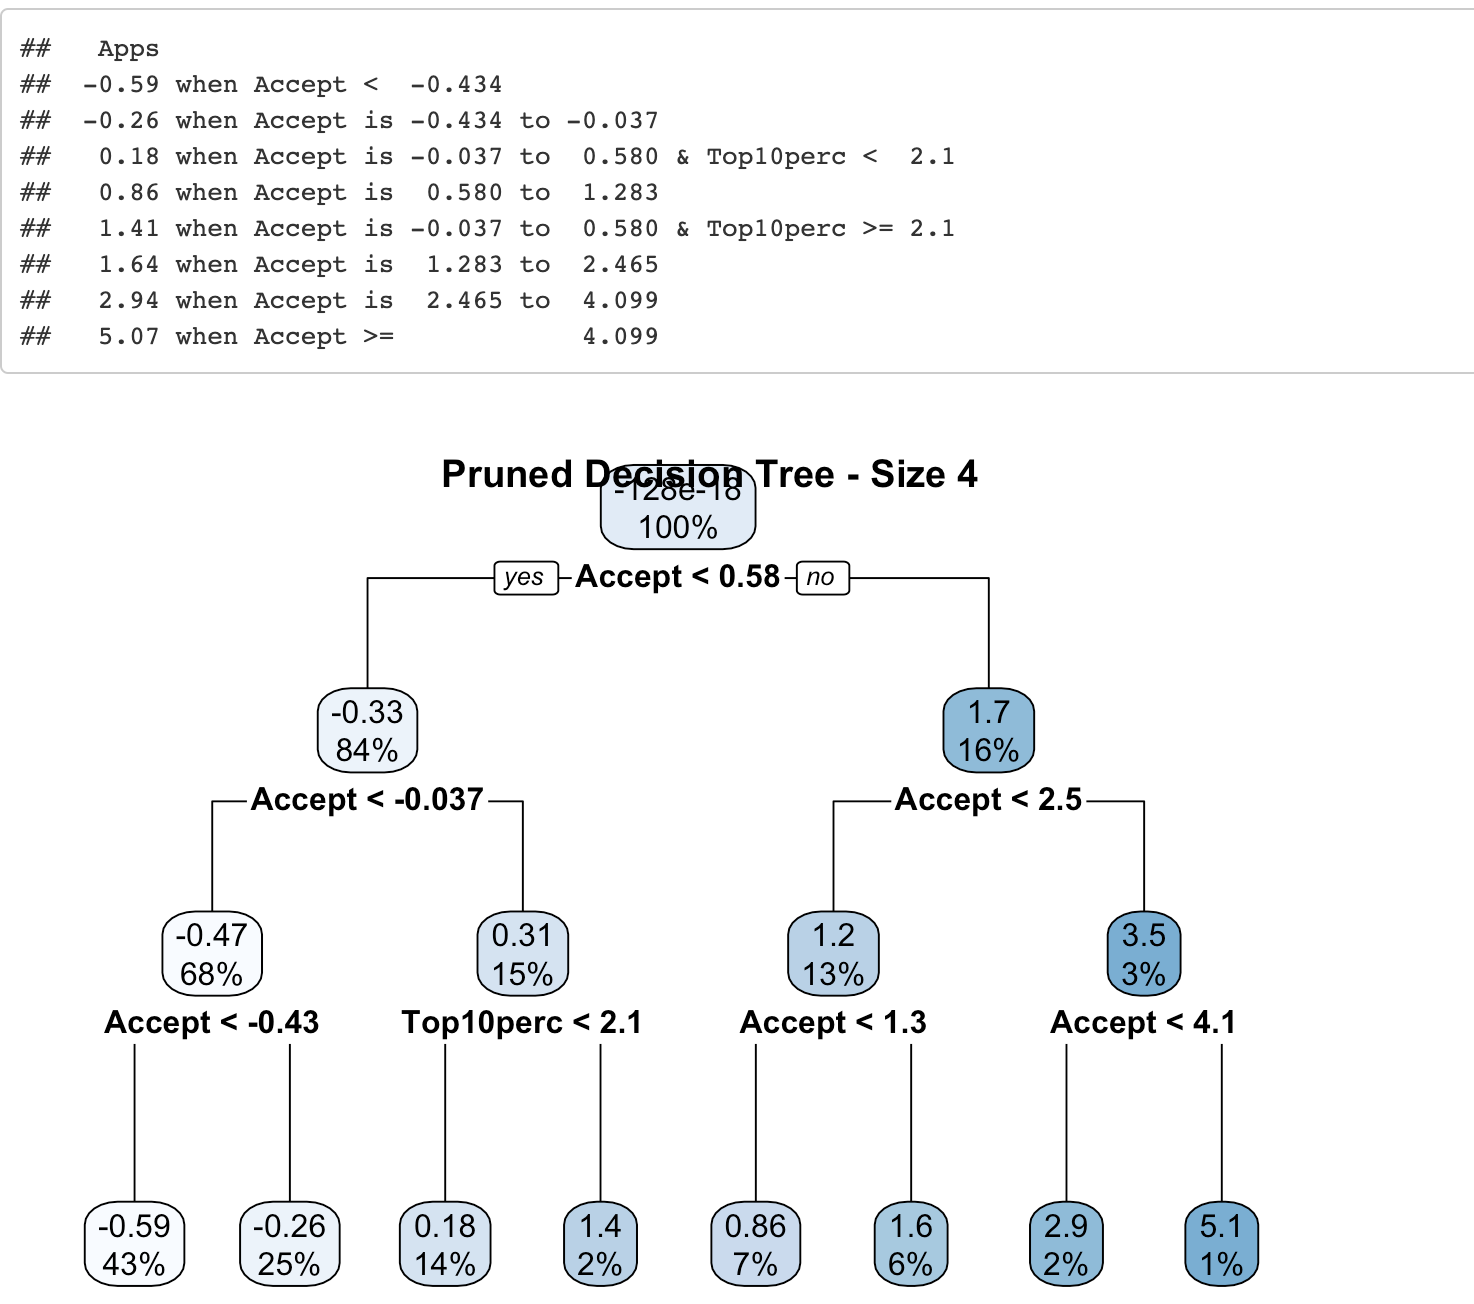 ##   Apps
##  -0.59 when Accept <  -0.434
##  -0.26 when Accept is -0.434 to -0.037
##   0.18 when Accept is -0.037 to  0.580 & Top10perc <  2.1
##   0.86 when Accept is  0.580 to  1.283
##   1.41 when Accept is -0.037 to  0.580 & Top10perc >= 2.1
##   1.64 when Accept is  1.283 to  2.465
##   2.94 when Accept is  2.465 to  4.099
##   5.07 when Accept >=            4.099
Pruned Decision Tree - Size 4
-128e-18
100%
yes Accept < 0.58 no
-0.33 1.7
84% 16%
Accept < -0.037 Accept < 2.5
-0.47 0.31 1.2 3.5
68% 15% 13% 3%
Accept < -0.43 Top10perc < 2.1 Accept < 1.3 Accept < 4.1
-0.59 -0.26 0.18 1.4 0.86 1.6 2.9 5.1
43% 25% 14% 2% 7% 6% 2% 1%